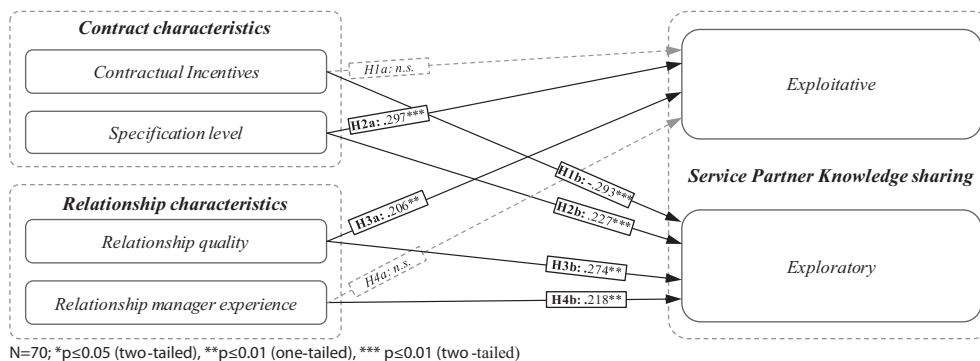 Contract characteristics
Contractual Incentives
Specification level
Relationship characteristics
Relationship quality
Relationship manager experience
H1a: n.s.
H2a: .297***
H1b: -.293***
H2b: .227***
H3a: .206**
H3b: .274**
H4a: n.s.
H4b: .218**
Exploitative
Service Partner Knowledge sharing
Exploratory
N=70; *p≤0.05 (two-tailed), **p≤0.01 (one-tailed), *** p≤0.01 (two-tailed)